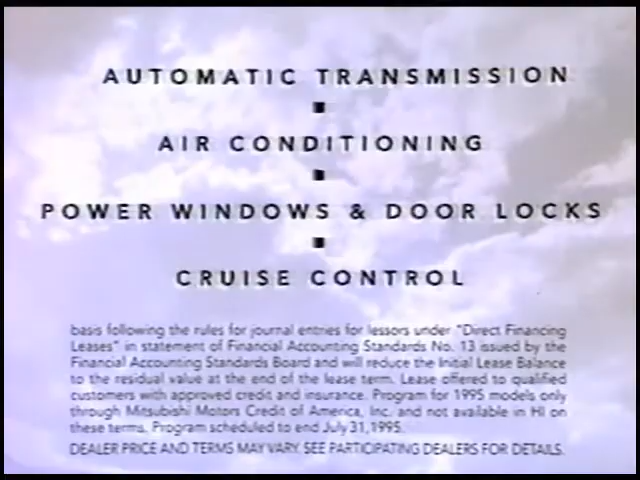 AUTOMATIC TRANSMISSION
AIR CONDITIONING
POWER WINDOWS & DOOR LOCKS
CRUISE CONTROL
basis following the rules for journal entries for lessors under "Direct Financing
Leases" in statement of Financial Accounting Standards No. 13 issued by the
Financial Accounting Standards Board and will reduce the Initial Lease Balance
to the residual value at the end of the lease term. Lease offered to qualified
customers with approved credit and insurance. Program for 1995 models only
through Mitsubishi Motors Credit of America, Inc. and not available in HI on
these terms. Program scheduled to end July 31, 1995.
DEALER PRICE AND TERMS MAY VARY. SEE PARTICIPATING DEALERS FOR DETAILS.